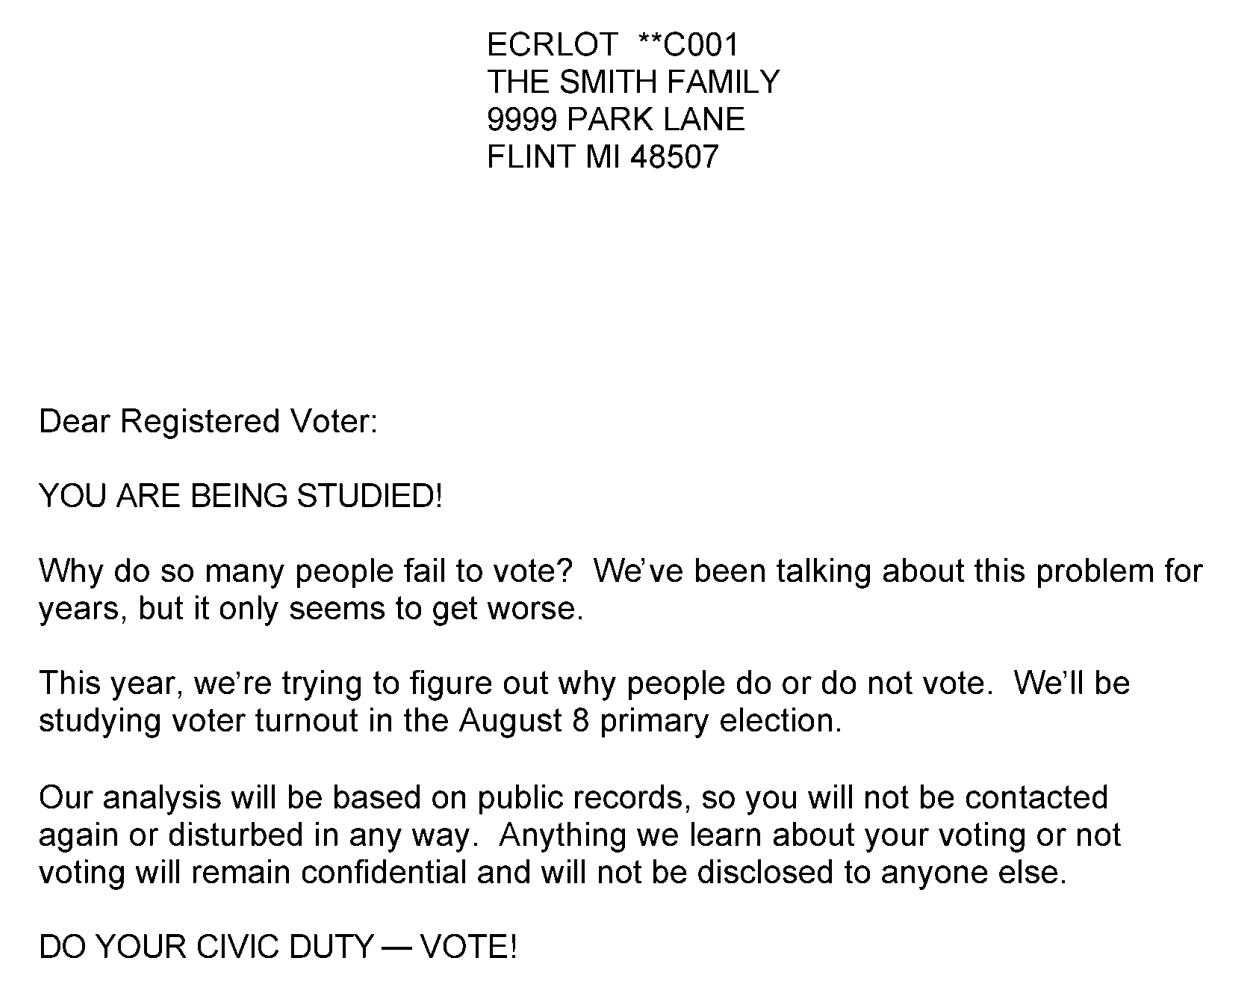 ECRLOT  **C001
THE SMITH FAMILY
9999 PARK LANE
FLINT MI 48507
Dear Registered Voter:
YOU ARE BEING STUDIED!
Why do so many people fail to vote?  We've been talking about this problem for
years, but it only seems to get worse.
This year, we're trying to figure out why people do or do not vote.  We'll be
studying voter turnout in the August 8 primary election.
Our analysis will be based on public records, so you will not be contacted
again or disturbed in any way.  Anything we learn about your voting or not
voting will remain confidential and will not be disclosed to anyone else.
DO YOUR CIVIC DUTY — VOTE!